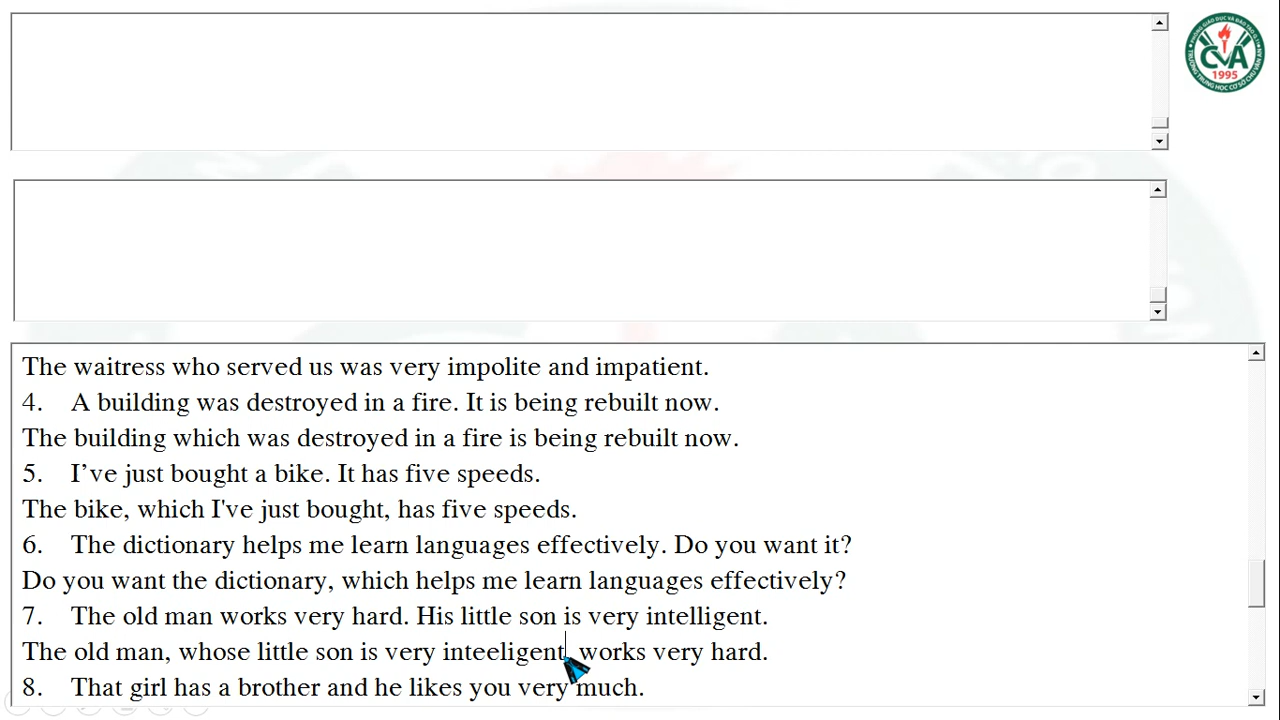 CVA
1995
The waitress who served us was very impolite and impatient.
4. A building was destroyed in a fire. It is being rebuilt now.
The building which was destroyed in a fire is being rebuilt now.
5. I’ve just bought a bike. It has five speeds.
The bike, which I've just bought, has five speeds.
6. The dictionary helps me learn languages effectively. Do you want it?
Do you want the dictionary, which helps me learn languages effectively?
7. The old man works very hard. His little son is very intelligent.
The old man, whose little son is very inteeligent, works very hard.
8. That girl has a brother and he likes you very much.